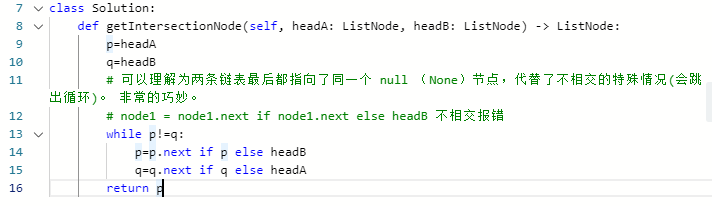 7 class Solution:
8 def getIntersectionNode(self, headA: ListNode, headB: ListNode) -> ListNode:
9 p=headA
10 q=headB
11 # 可以理解为两条链表最后都指向了同一个 null （None）节点，代替了不相交的特殊情况(会跳
出循环)。 非常的巧妙。
12 # node1 = node1.next if node1.next else headB 不相交报错
13 while p!=q:
14 p=p.next if p else headB
15 q=q.next if q else headA
16 return p